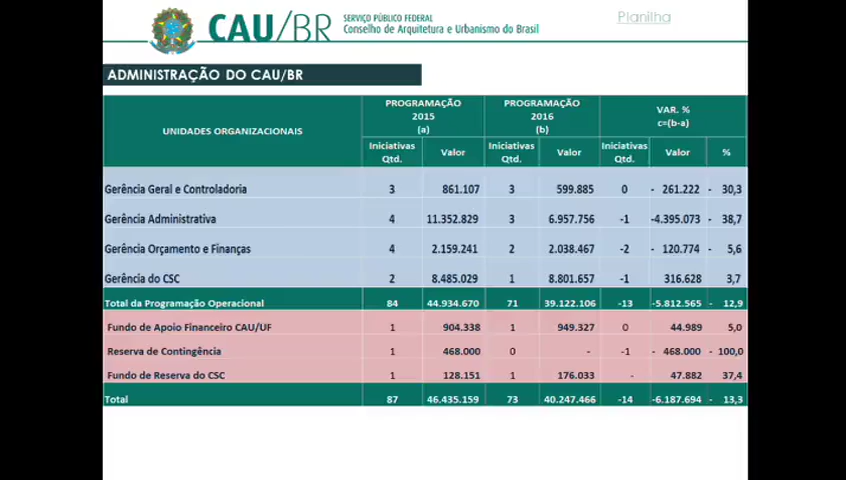 CAU/BR
SERVIÇO PÚBLICO FEDERAL
Conselho de Arquitetura e Urbanismo do Brasil
Planilha
ADMINISTRAÇÃO DO CAU/BR
UNIDADES ORGANIZACIONAIS
PROGRAMAÇÃO 2015 (a)
PROGRAMAÇÃO 2016 (b)
VAR. % c=(b-a)
Iniciativas Qtd. Valor Iniciativas Qtd. Valor Iniciativas Qtd. Valor %
Gerência Geral e Controladoria 3 861.107 3 599.885 0 - 261.222 - 30,3
Gerência Administrativa 4 11.352.829 3 6.957.756 -1 -4.395.073 - 38,7
Gerência Orçamento e Finanças 4 2.159.241 2 2.038.467 -2 - 120.774 - 5,6
Gerência do CSC 2 8.485.029 1 8.801.657 -1 316.628 3,7
Total da Programação Operacional 84 44.934.670 71 39.122.106 -13 -5.812.565 - 12,9
Fundo de Apoio Financeiro CAU/UF 1 904.338 1 949.327 0 44.989 5,0
Reserva de Contingência 1 468.000 0 - -1 - 468.000 - 100,0
Fundo de Reserva do CSC 1 128.151 1 176.033 - 47.882 37,4
Total 87 46.435.159 73 40.247.466 -14 -6.187.694 - 13,3